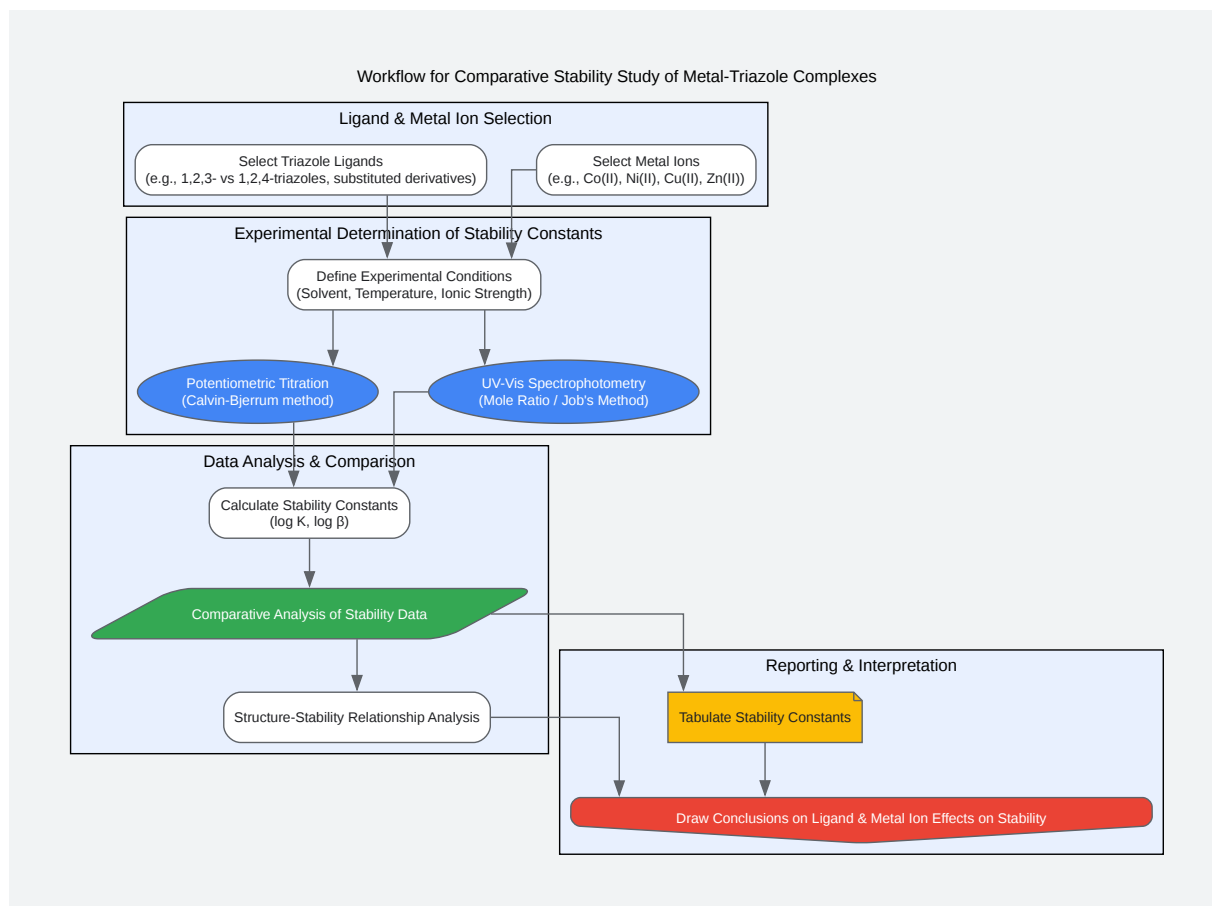 Workflow for Comparative Stability Study of Metal-Triazole Complexes
Ligand & Metal Ion Selection
Select Triazole Ligands
(e.g., 1,2,3- vs 1,2,4-triazoles, substituted derivatives)
Select Metal Ions
(e.g., Co(II), Ni(II), Cu(II), Zn(II))
Experimental Determination of Stability Constants
Define Experimental Conditions
(Solvent, Temperature, Ionic Strength)
Potentiometric Titration
(Calvin-Bjerrum method)
UV-Vis Spectrophotometry
(Mole Ratio / Job's Method)
Data Analysis & Comparison
Calculate Stability Constants
(log K, log β)
Comparative Analysis of Stability Data
Structure-Stability Relationship Analysis
Reporting & Interpretation
Tabulate Stability Constants
Draw Conclusions on Ligand & Metal Ion Effects on Stability